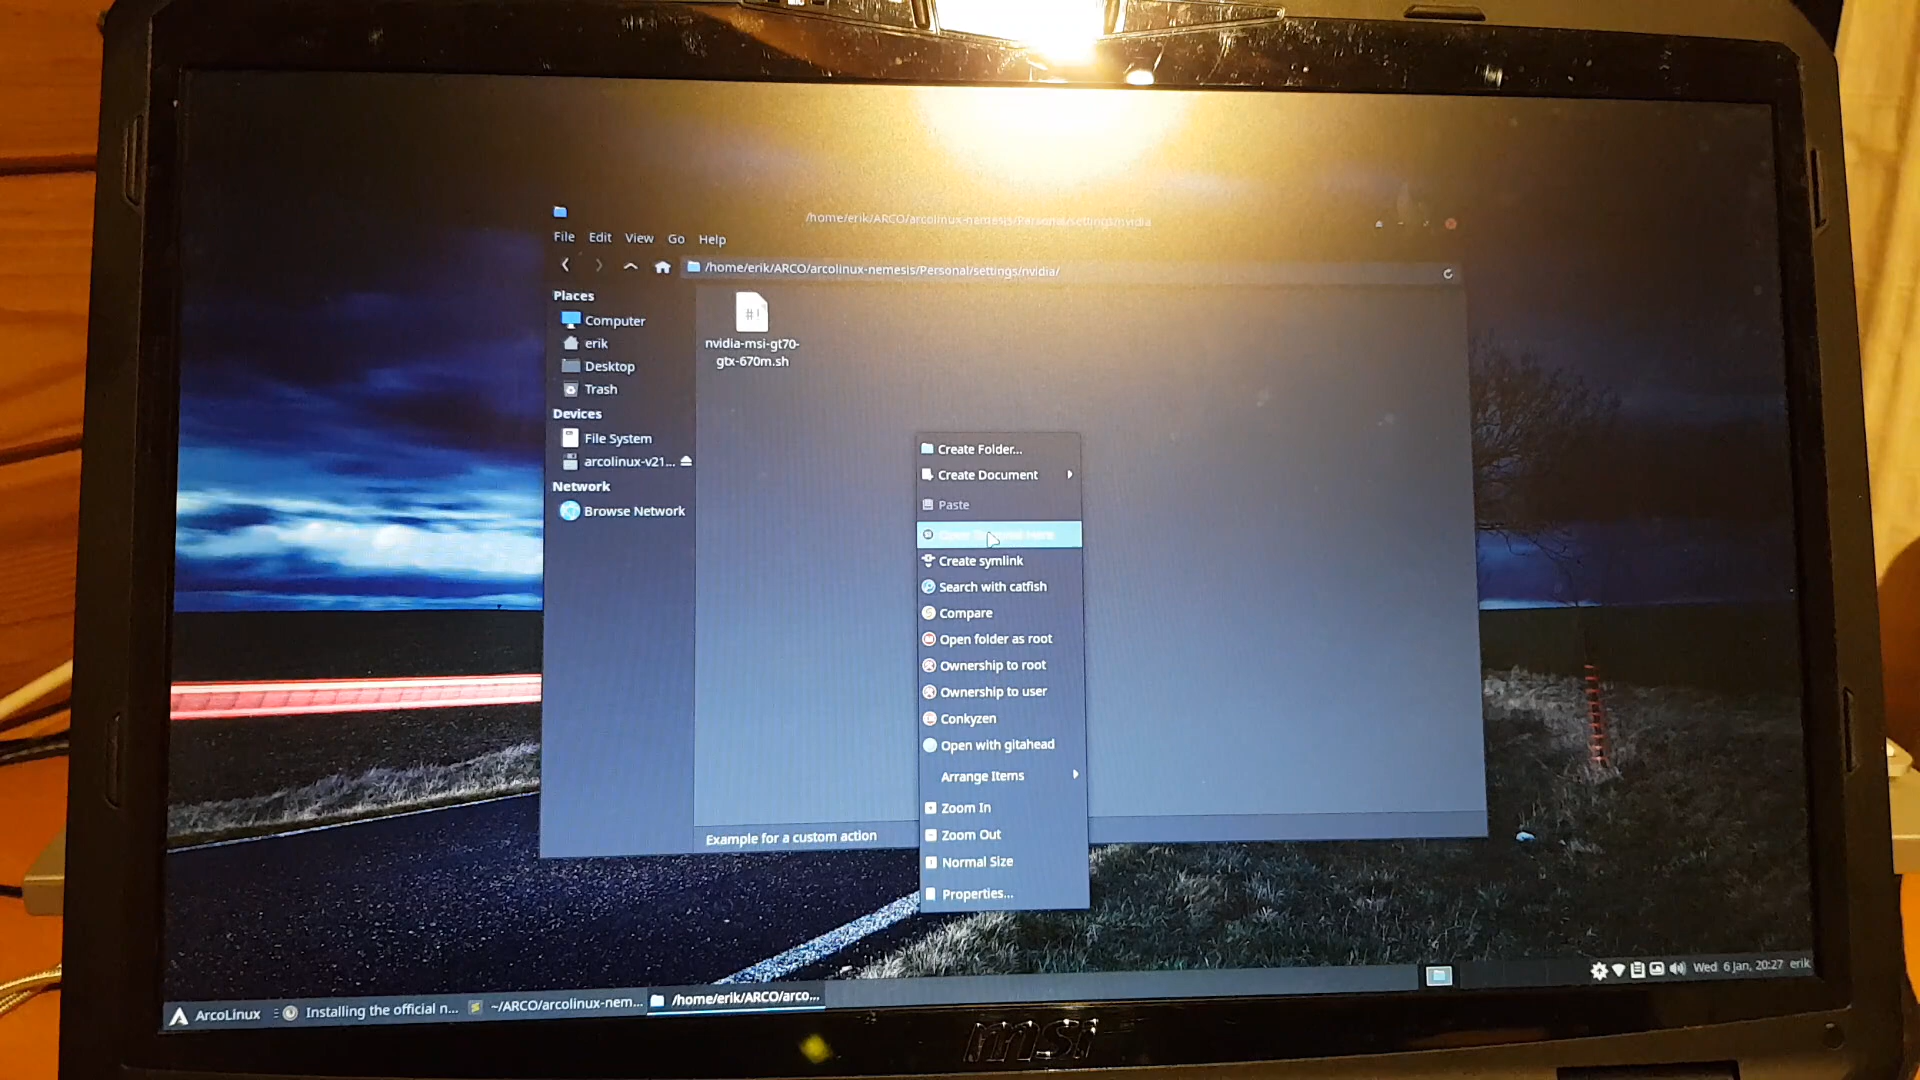 /home/erik/ARCO/arcolinux-nemesis/Personal/settings/nvidia
File Edit View Go Help
/home/erik/ARCO/arcolinux-nemesis/Personal/settings/nvidia/
Places
Computer
erik
Desktop
Trash
Devices
File System
arcolinux-v21...
Network
Browse Network
#!
nvidia-msi-gt70-
gtx-670m.sh
Create Folder...
Create Document
Paste
Open Terminal Here
Create symlink
Search with catfish
Compare
Open folder as root
Ownership to root
Ownership to user
Conkyzen
Open with gitahead
Arrange Items
Zoom In
Zoom Out
Normal Size
Properties...
Example for a custom action
ArcoLinux
Installing the official n...
~/ARCO/arcolinux-nem...
/home/erik/ARCO/arco...
Wed 6 Jan, 20:27 erik
msi